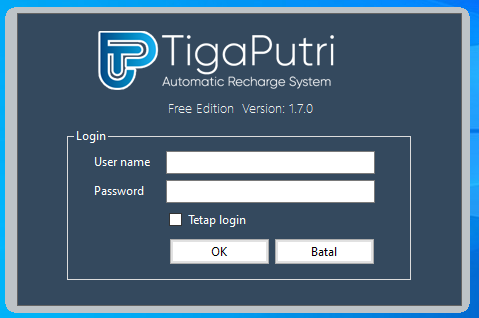 TigaPutri
Automatic Recharge System
Free Edition Version: 1.7.0
Login
User name
Password
Tetap login
OK Batal